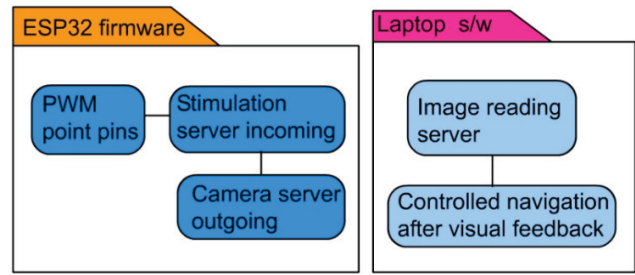 ESP32 firmware
PWM
point pins
Stimulation
server incoming
Camera server
outgoing
Laptop s/w
Image reading
server
Controlled navigation
after visual feedback